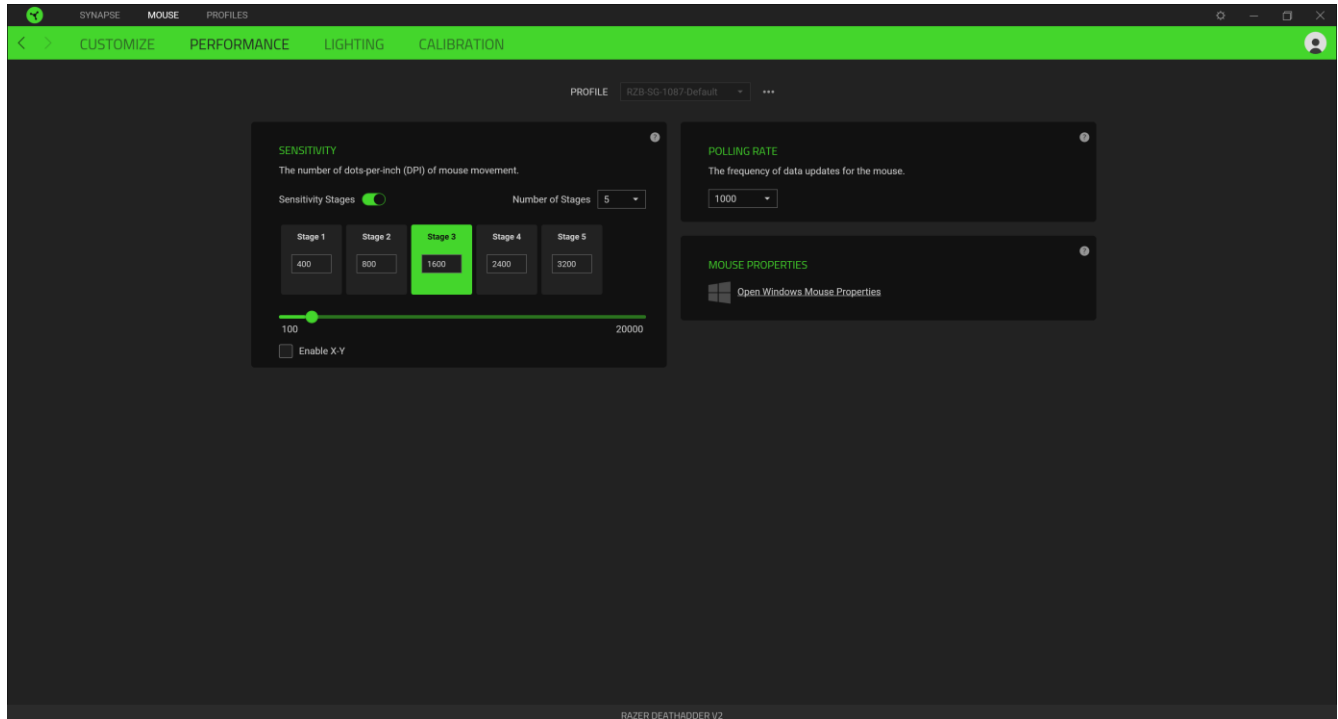 SYNAPSE MOUSE PROFILES
CUSTOMIZE PERFORMANCE LIGHTING CALIBRATION
PROFILE RZB-SG-1087-Default
SENSITIVITY
The number of dots-per-inch (DPI) of mouse movement.
Sensitivity Stages Number of Stages 5
Stage 1 Stage 2 Stage 3 Stage 4 Stage 5
400 800 1600 2400 3200
100 20000
Enable X-Y
POLLING RATE
The frequency of data updates for the mouse.
1000
MOUSE PROPERTIES
Open Windows Mouse Properties
RAZER DEATHADDER V2